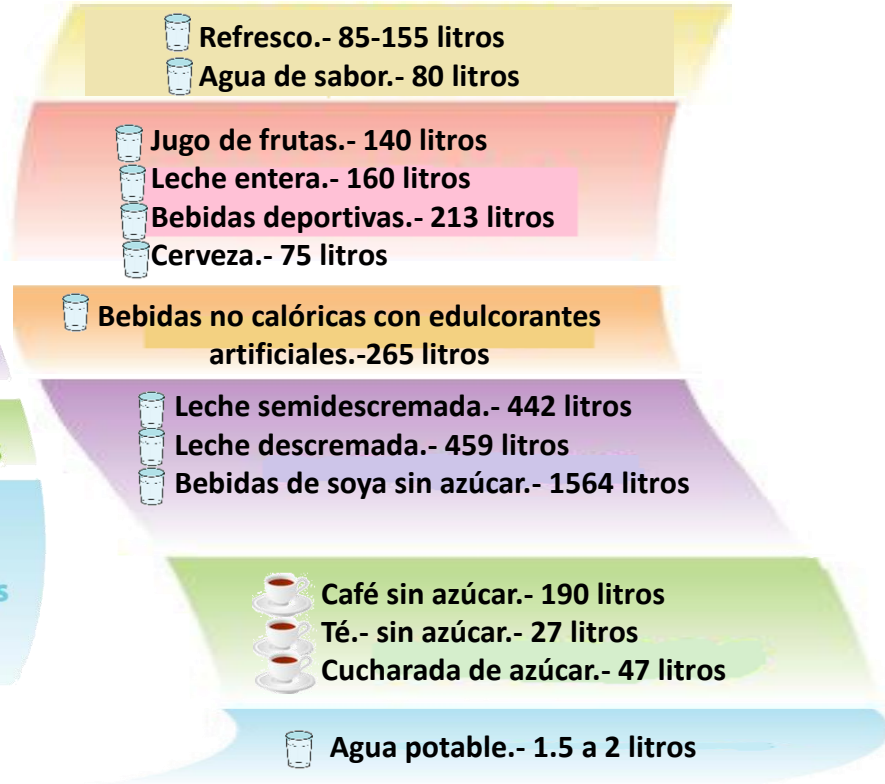 Refresco.- 85-155 litros
Agua de sabor.- 80 litros
Jugo de frutas.- 140 litros
Leche entera.- 160 litros
Bebidas deportivas.- 213 litros
Cerveza.- 75 litros
Bebidas no calóricas con edulcorantes
artificiales.-265 litros
Leche semidescremada.- 442 litros
Leche descremada.- 459 litros
Bebidas de soya sin azúcar.- 1564 litros
Café sin azúcar.- 190 litros
Té.- sin azúcar.- 27 litros
Cucharada de azúcar.- 47 litros
Agua potable.- 1.5 a 2 litros